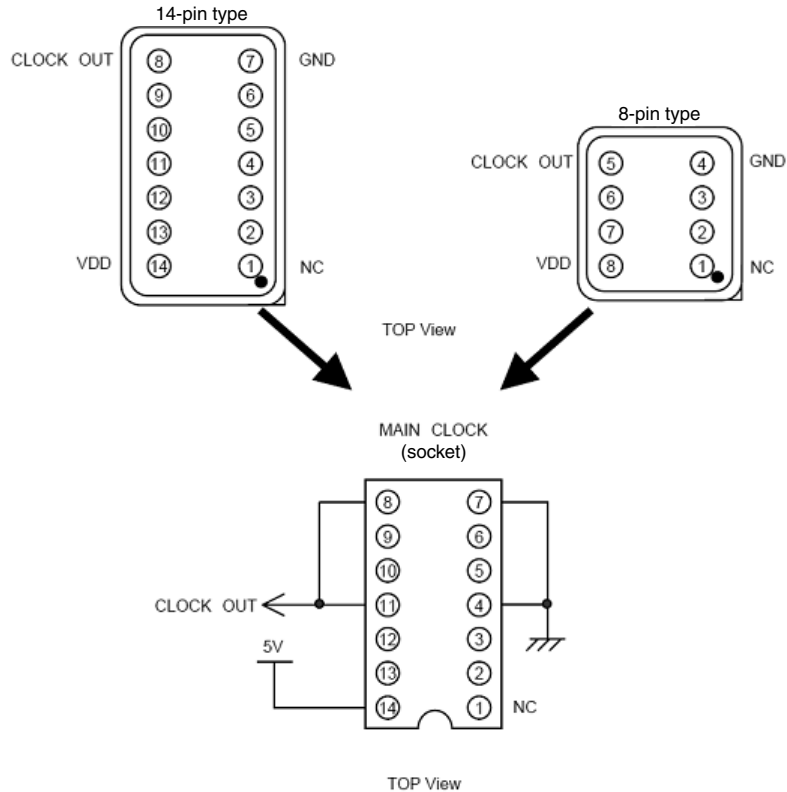 14-pin type
CLOCK OUT 8 7 GND
9 6
10 5
11 4
12 3
13 2
VDD 14 1 NC
8-pin type
CLOCK OUT 5 4 GND
6 3
7 2
VDD 8 1 NC
TOP View
MAIN CLOCK
(socket)
8 7
9 6
10 5
CLOCK OUT 11 4
12 3
5V
13 2
14 1 NC
TOP View